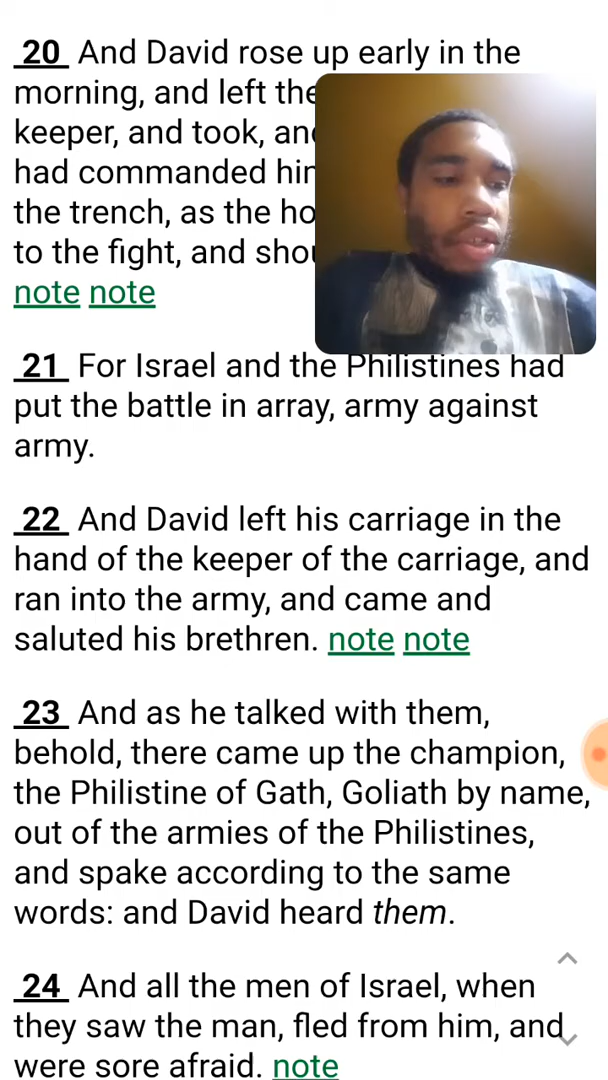 20 And David rose up early in the
morning, and left the
keeper, and took, an
had commanded hi
the trench, as the ho
to the fight, and sho
note note
21 For Israel and the Philistines had
put the battle in array, army against
army.
22 And David left his carriage in the
hand of the keeper of the carriage, and
ran into the army, and came and
saluted his brethren. note note
23 And as he talked with them,
behold, there came up the champion,
the Philistine of Gath, Goliath by name,
out of the armies of the Philistines,
and spake according to the same
words: and David heard them.
24 And all the men of Israel, when
they saw the man, fled from him, and
were sore afraid. note